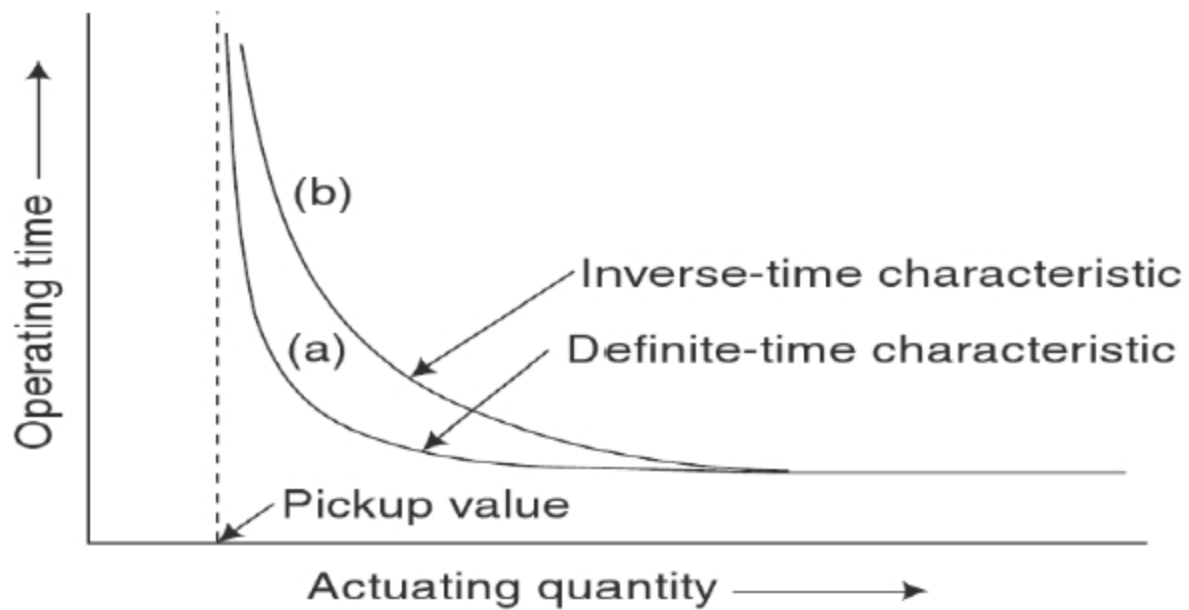 (b)
Inverse-time characteristic
(a)
Definite-time characteristic
Operating time
Pickup value
Actuating quantity